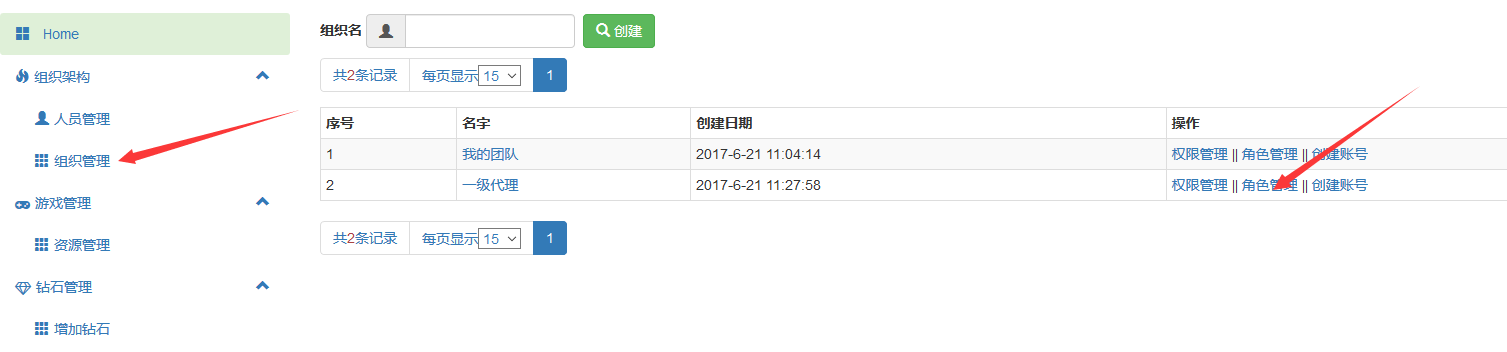 Home
组织架构
人员管理
组织管理
游戏管理
资源管理
钻石管理
增加钻石
组织名 创建
共2条记录 每页显示 15 1
序号 名字 创建日期 操作
1 我的团队 2017-6-21 11:04:14 权限管理 || 角色管理 || 创建账号
2 一级代理 2017-6-21 11:27:58 权限管理 || 角色管理 || 创建账号
共2条记录 每页显示 15 1